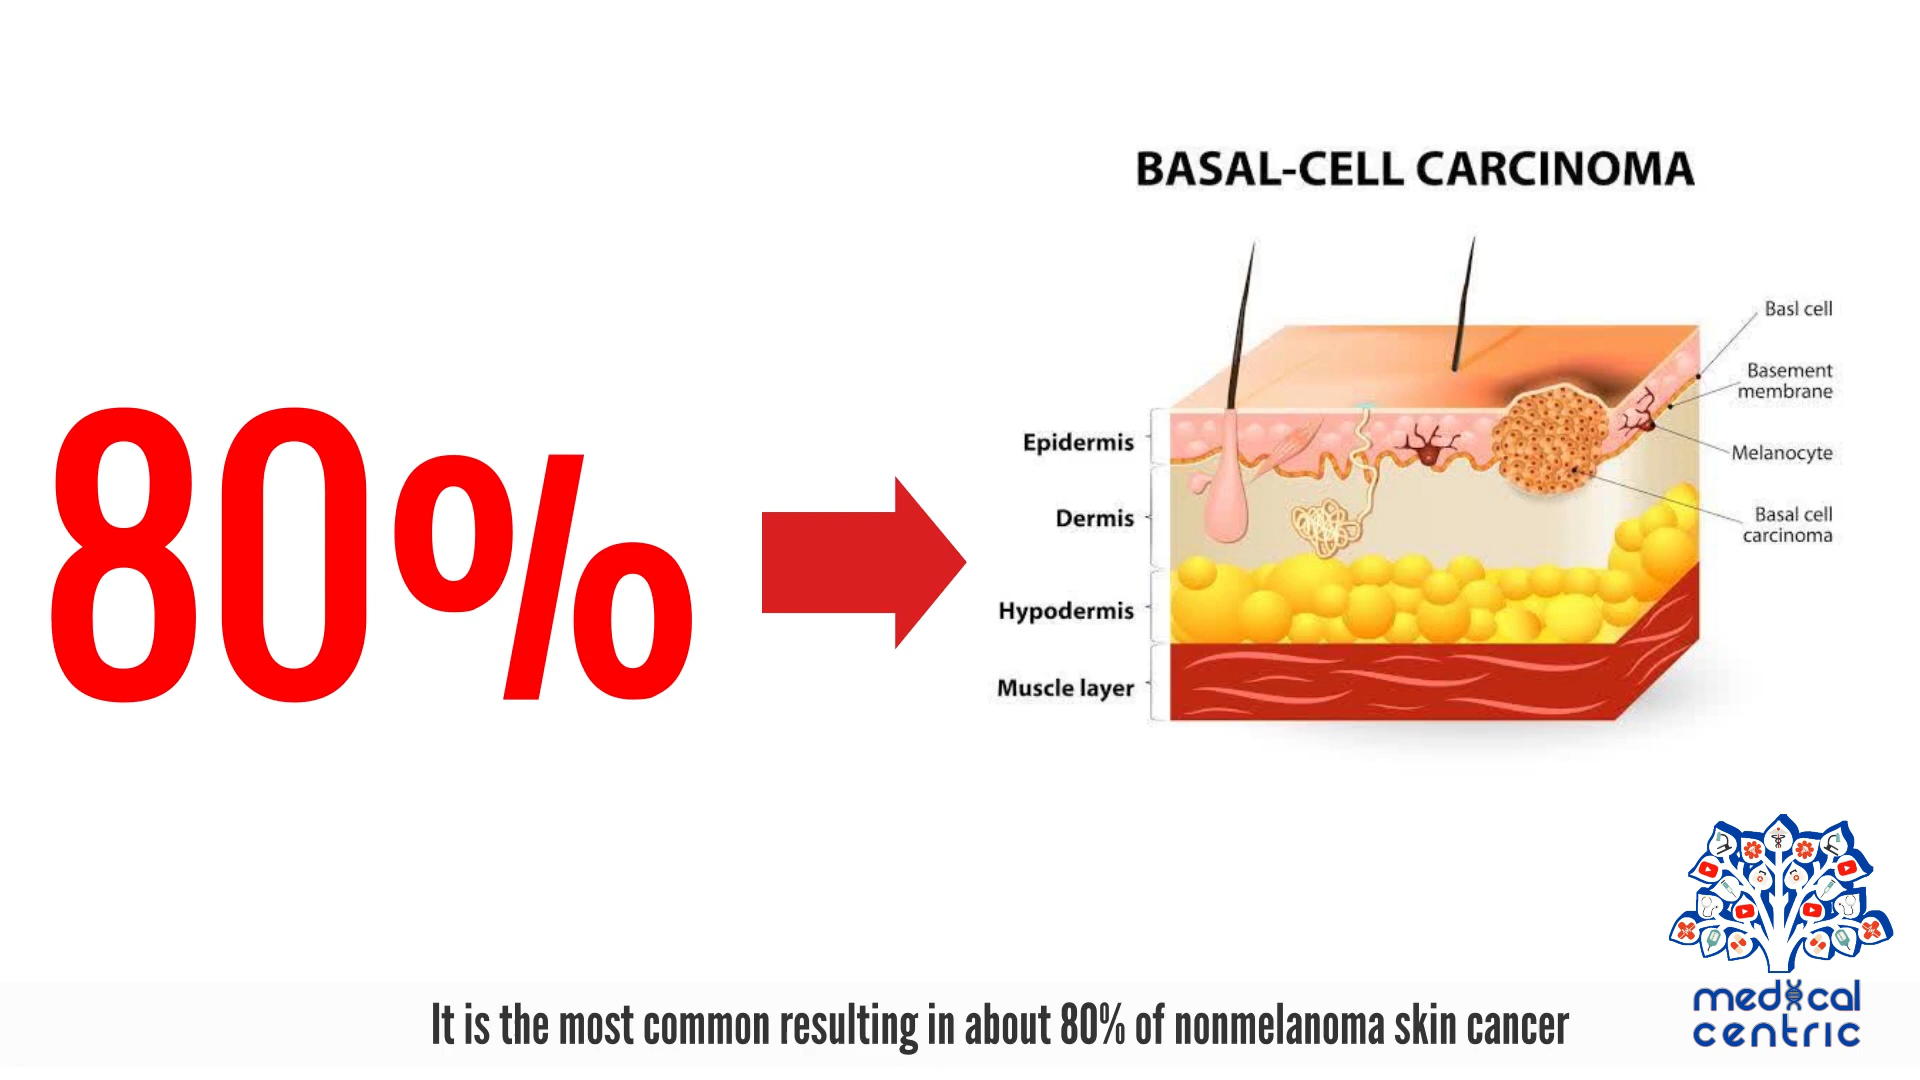 80%
BASAL-CELL CARCINOMA
Basl cell
Basement
membrane
Melanocyte
Basal cell
carcinoma
Epidermis
Dermis
Hypodermis
Muscle layer
It is the most common resulting in about 80% of nonmelanoma skin cancer
medical
centric